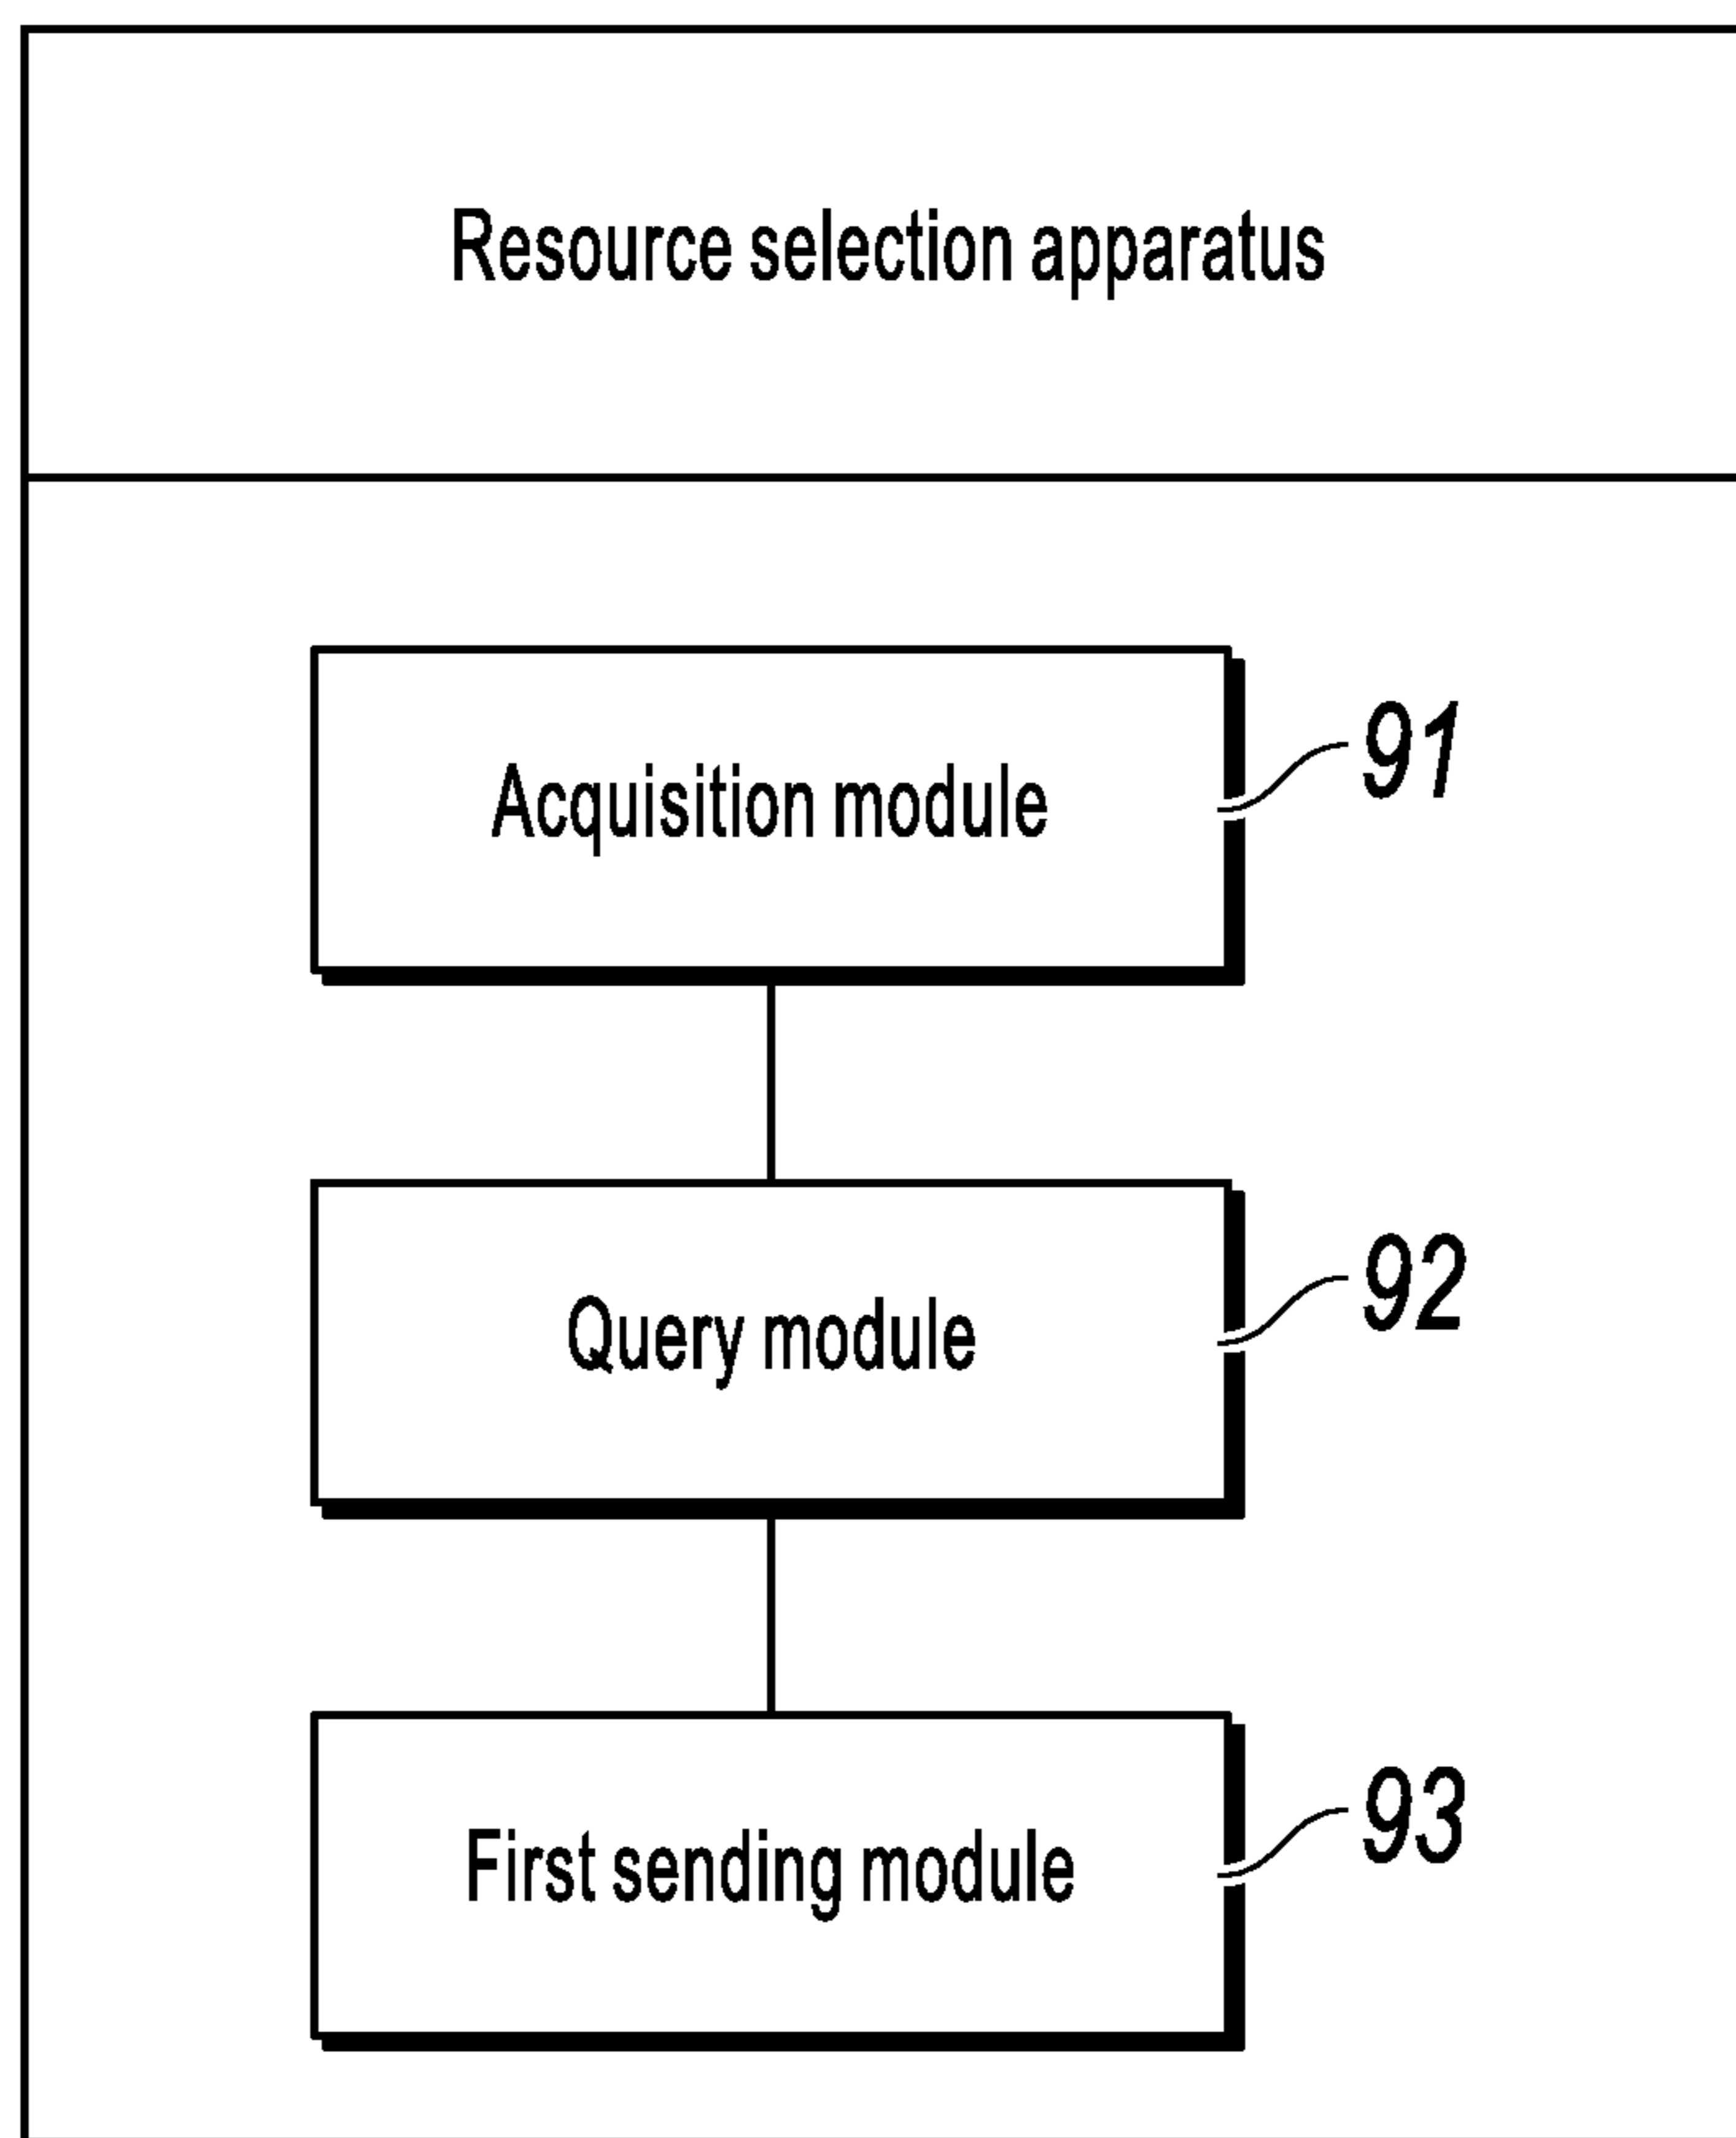 Resource selection apparatus
Acquisition module
91
Query module
92
First sending module
93